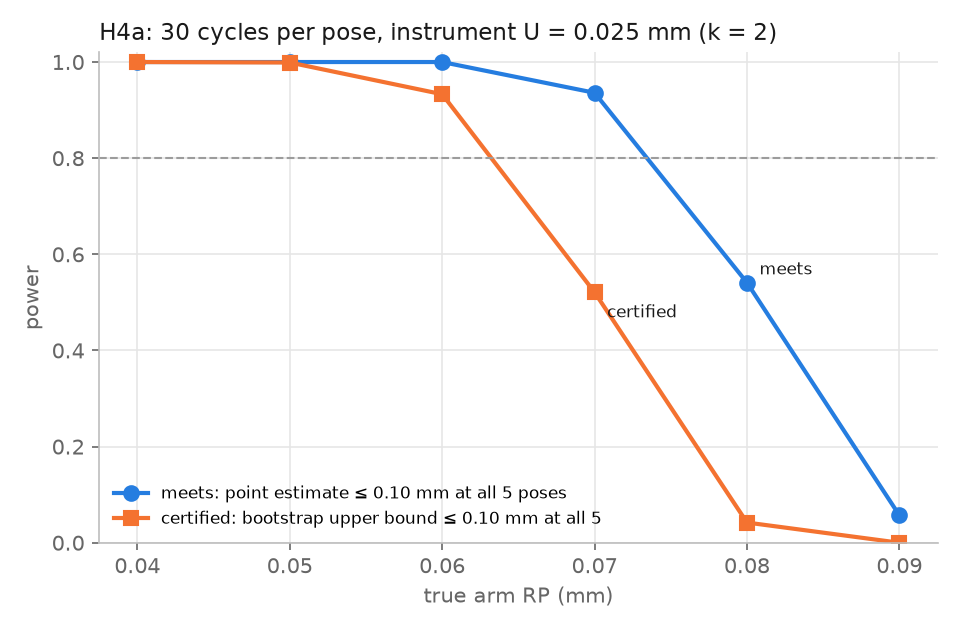 H4a: 30 cycles per pose, instrument U = 0.025 mm (k = 2)
1.0
0.8
0.6
0.4
0.2
0.0
power
meets
certified
meets: point estimate ≤ 0.10 mm at all 5 poses
certified: bootstrap upper bound ≤ 0.10 mm at all 5
0.04 0.05 0.06 0.07 0.08 0.09
true arm RP (mm)